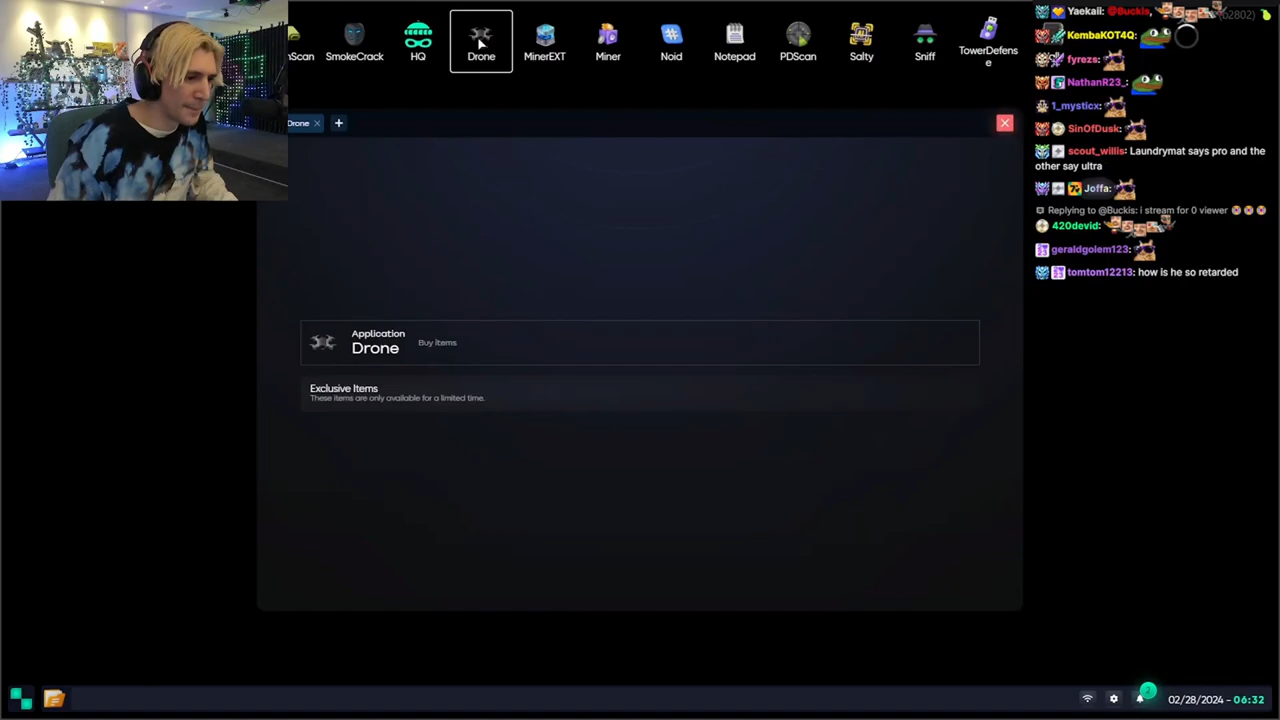 Scan
SmokeCrack
HQ
Drone
MinerEXT
Miner
Noid
Notepad
PDScan
Salty
Sniff
TowerDefens
e
Drone × +
Application
Drone
Buy items
Exclusive Items
These items are only available for a limited time.
Yaekaii: @Buckis,
KembaKOT4Q:
fyrezs:
NathanR23_:
1_mysticx:
SinOfDusk:
scout_willis: Laundrymat says pro and the
other say ultra
Joffa:
Replying to @Buckis: i stream for 0 viewer
420devid:
geraldgolem123:
tomtom12213: how is he so retarded
02/28/2024 - 06:32